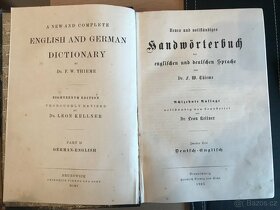 A NEW AND COMPLETE
ENGLISH AND GERMAN
DICTIONARY
BY
Dr. F. W. THIEME
EIGHTEENTH EDITION
THOROUGHLY REVISED
BY
Dr. LEON KELLNER
PART II
GERMAN-ENGLISH
BRUNSWICK
Neues und vollständiges
Handwörterbuch
der
englischen und deutschen Sprache
von
Dr. F. W. Thieme
Achtzehnte Auflage
Dr. Leon Kellner
Zweiter Teil
Deutsch-Englisch
Braunschweig